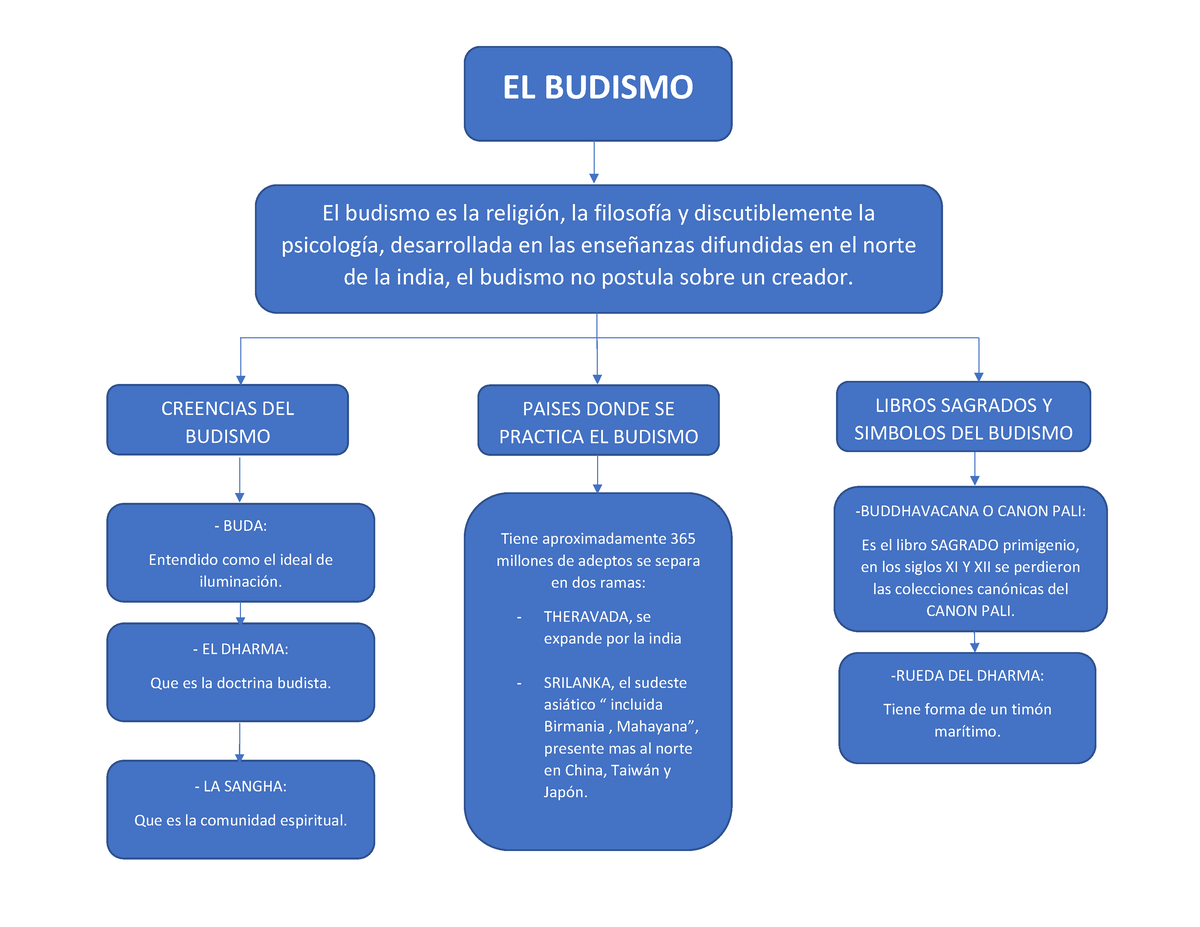 EL BUDISMO
El budismo es la religión, la filosofía y discutiblemente la
psicología, desarrollada en las enseñanzas difundidas en el norte
de la india, el budismo no postula sobre un creador.
CREENCIAS DEL
BUDISMO
- BUDA:
Entendido como el ideal de
iluminación.
- EL DHARMA:
Que es la doctrina budista.
- LA SANGHA:
Que es la comunidad espiritual.
PAISES DONDE SE
PRACTICA EL BUDISMO
Tiene aproximadamente 365
millones de adeptos se separa
en dos ramas:
- THERAVADA, se
expande por la india
- SRILANKA, el sudeste
asiático “ incluida
Birmania , Mahayana”,
presente mas al norte
en China, Taiwán y
Japón.
LIBROS SAGRADOS Y
SIMBOLOS DEL BUDISMO
-BUDDHAVACANA O CANON PALI:
Es el libro SAGRADO primigenio,
en los siglos XI Y XII se perdieron
las colecciones canónicas del
CANON PALI.
-RUEDA DEL DHARMA:
Tiene forma de un timón
marítimo.